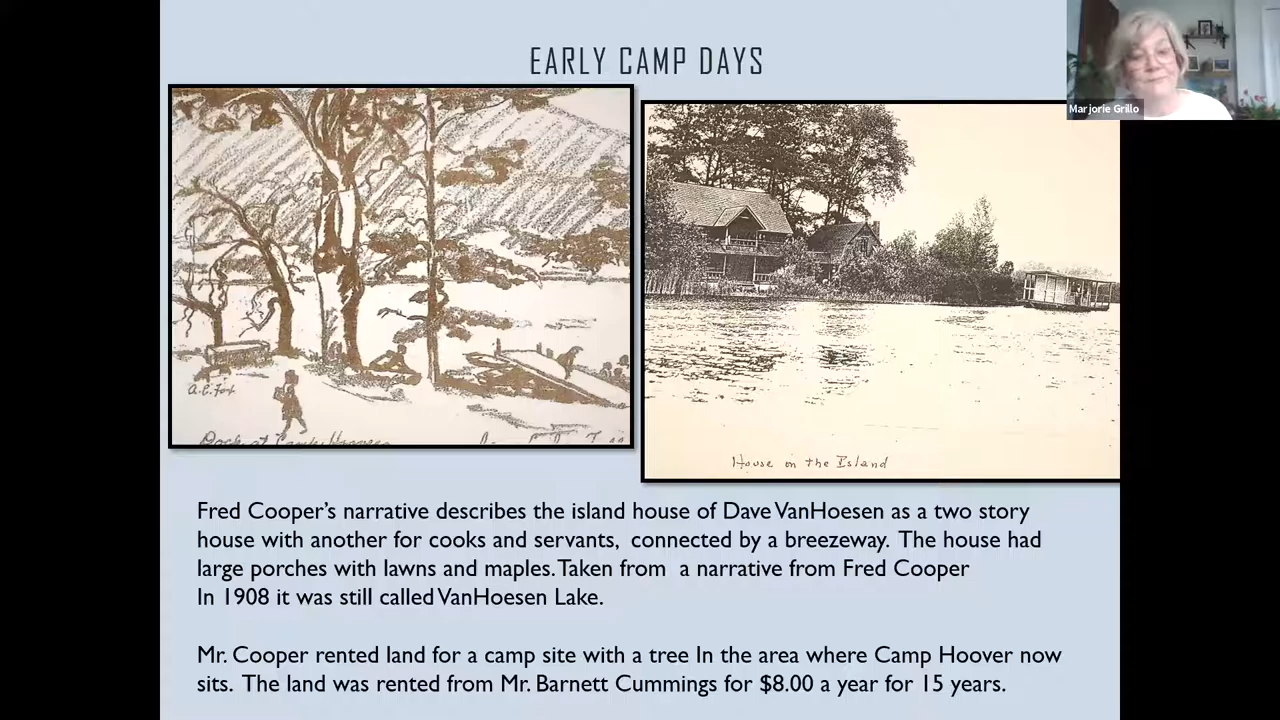 EARLY CAMP DAYS
Marjorie Grillo
A.C. Fox
House on the Island
Fred Cooper's narrative describes the island house of Dave VanHoesen as a two story
house with another for cooks and servants, connected by a breezeway. The house had
large porches with lawns and maples. Taken from a narrative from Fred Cooper
In 1908 it was still called VanHoesen Lake.
Mr. Cooper rented land for a camp site with a tree In the area where Camp Hoover now
sits. The land was rented from Mr. Barnett Cummings for $8.00 a year for 15 years.